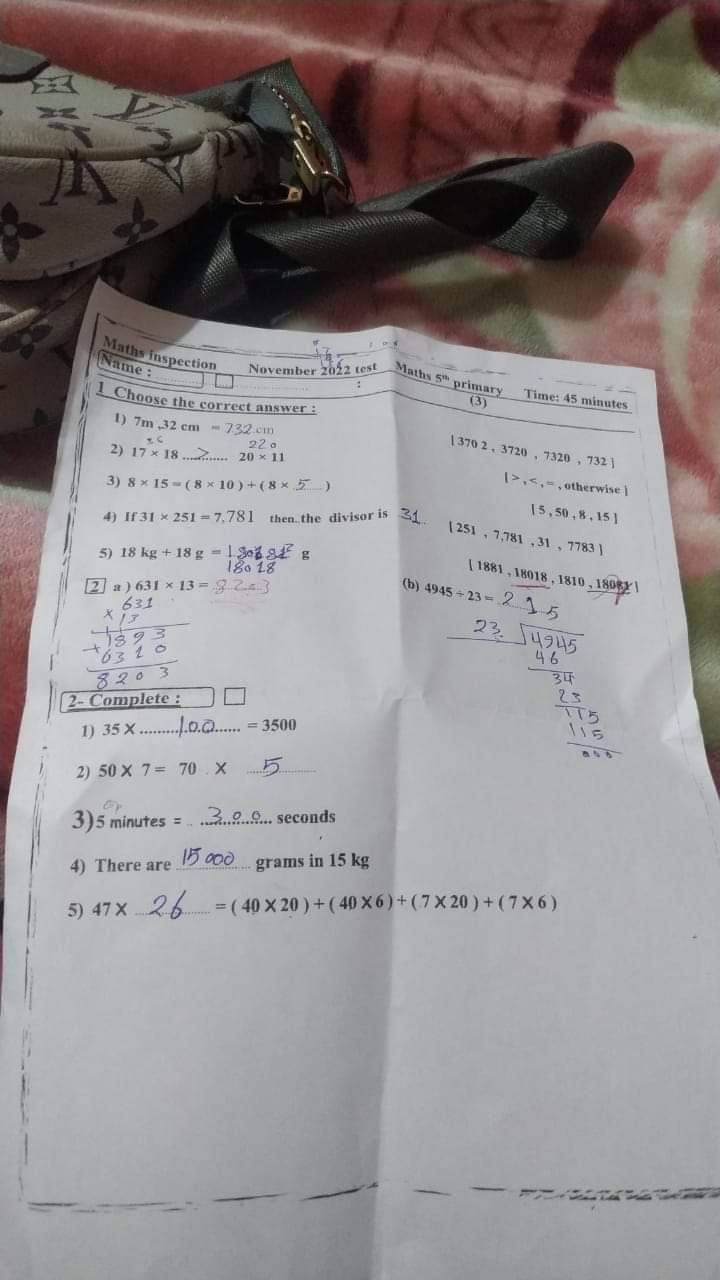 Maths inspection November 2022 test Maths 5th primary Time: 45 minutes
Name : : (3)
1 Choose the correct answer :
1) 7m ,32 cm = 732 cm [ 370 2 , 3720 , 7320 , 732 ]
220
2) 17 × 18 ....>.... 20 × 11 [ > , < , = , otherwise ]
3) 8 × 15 = ( 8 × 10 ) + ( 8 × 5 ) [ 5 , 50 , 8 , 15 ]
4) If 31 × 251 = 7,781 then..the divisor is 31 [ 251 , 7,781 , 31 , 7783 ]
5) 18 kg + 18 g = g [ 1881 , 18018 , 1810 , 18081 ]
18018
2 a ) 631 × 13 = 8203 (b) 4945 ÷ 23 = 215
631
× 13
1893
+ 6310
8203
23 4945
46
34
23
115
115
000
2- Complete :
1) 35 X ..........100...... = 3500
2) 50 X 7 = 70 X 5
3) 5 minutes = .. 300 seconds
4) There are 15000 grams in 15 kg
5) 47 X 26 = ( 40 X 20 ) + ( 40 X 6 ) + ( 7 X 20 ) + ( 7 X 6 )